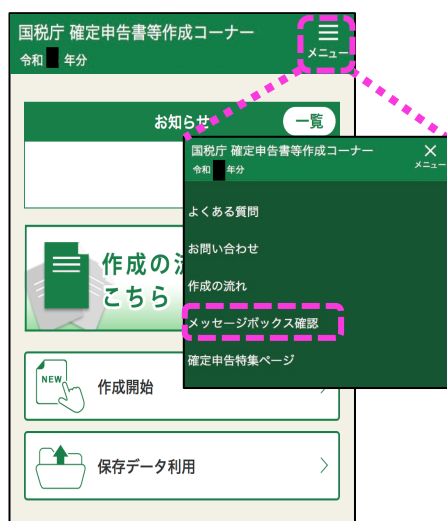 国税庁 確定申告書等作成コーナー
令和 年分
メニュー
お知らせ
一覧
作成の流
こちら
NEW
作成開始
保存データ利用
国税庁 確定申告書等作成コーナー
令和 年分
メニュー
よくある質問
お問い合わせ
作成の流れ
メッセージボックス確認
確定申告特集ページ